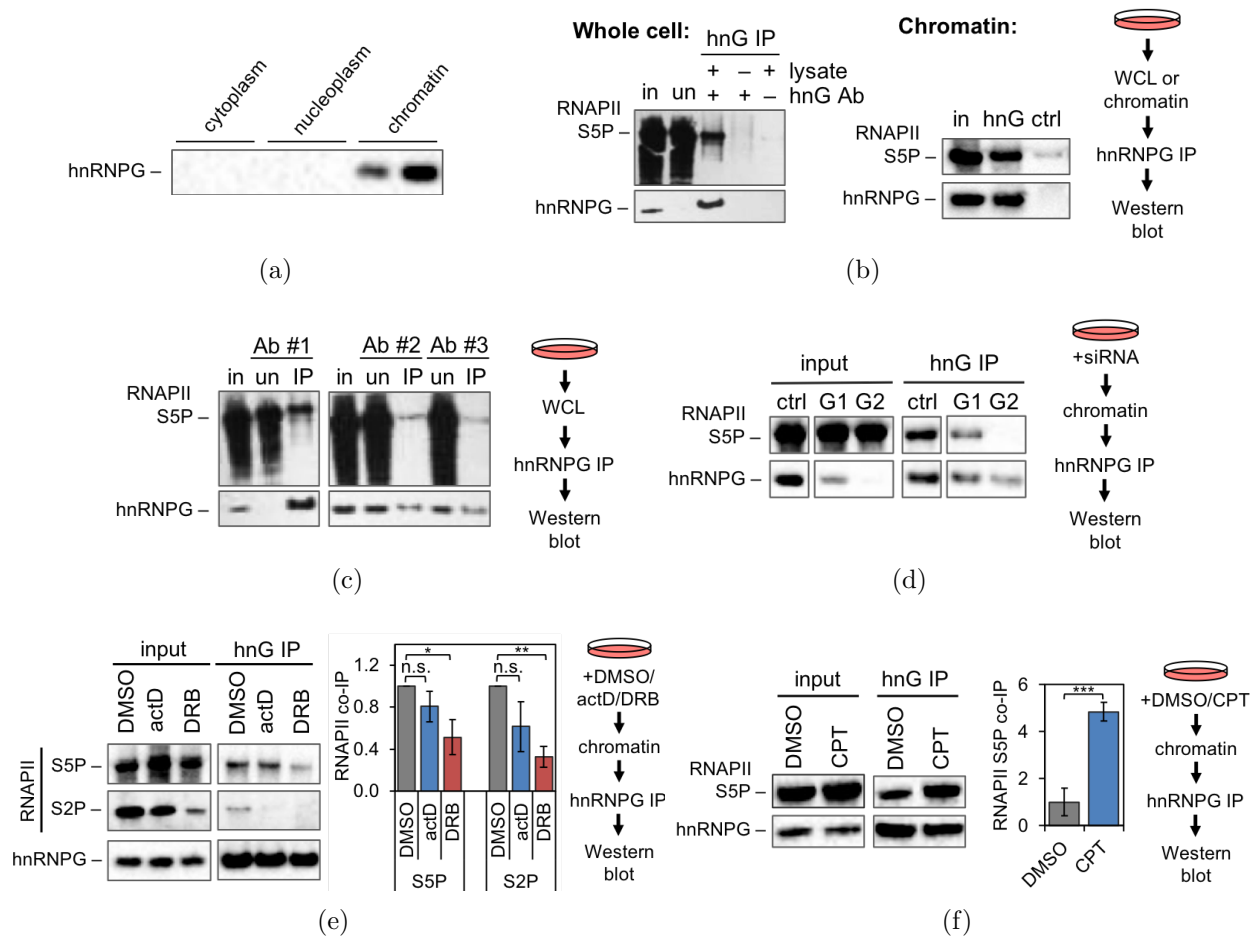 cytoplasm
nucleoplasm
chromatin
hnRNPG –
(a)
Whole cell:
hnG IP
+ – + lysate
in un + + – hnG Ab
RNAPII
S5P –
hnRNPG –
Chromatin:
in hnG ctrl
RNAPII
S5P –
hnRNPG –
WCL or
chromatin
hnRNPG IP
Western
blot
(b)
Ab #1 Ab #2 Ab #3
in un IP in un IP un IP
RNAPII
S5P –
hnRNPG –
WCL
hnRNPG IP
Western
blot
(c)
input hnG IP
ctrl G1 G2 ctrl G1 G2
RNAPII
S5P –
hnRNPG –
+siRNA
chromatin
hnRNPG IP
Western
blot
(d)
input hnG IP
DMSO actD DRB DMSO actD DRB
RNAPII
S5P –
S2P –
hnRNPG –
RNAPII co-IP
1.2
0.8
0.4
0.0
* **
n.s. n.s.
DMSO actD DRB DMSO actD DRB
S5P S2P
+DMSO/
actD/DRB
chromatin
hnRNPG IP
Western
blot
(e)
input hnG IP
DMSO CPT DMSO CPT
RNAPII
S5P –
hnRNPG –
RNAPII S5P co-IP
6
4
2
0
***
DMSO CPT
+DMSO/CPT
chromatin
hnRNPG IP
Western
blot
(f)